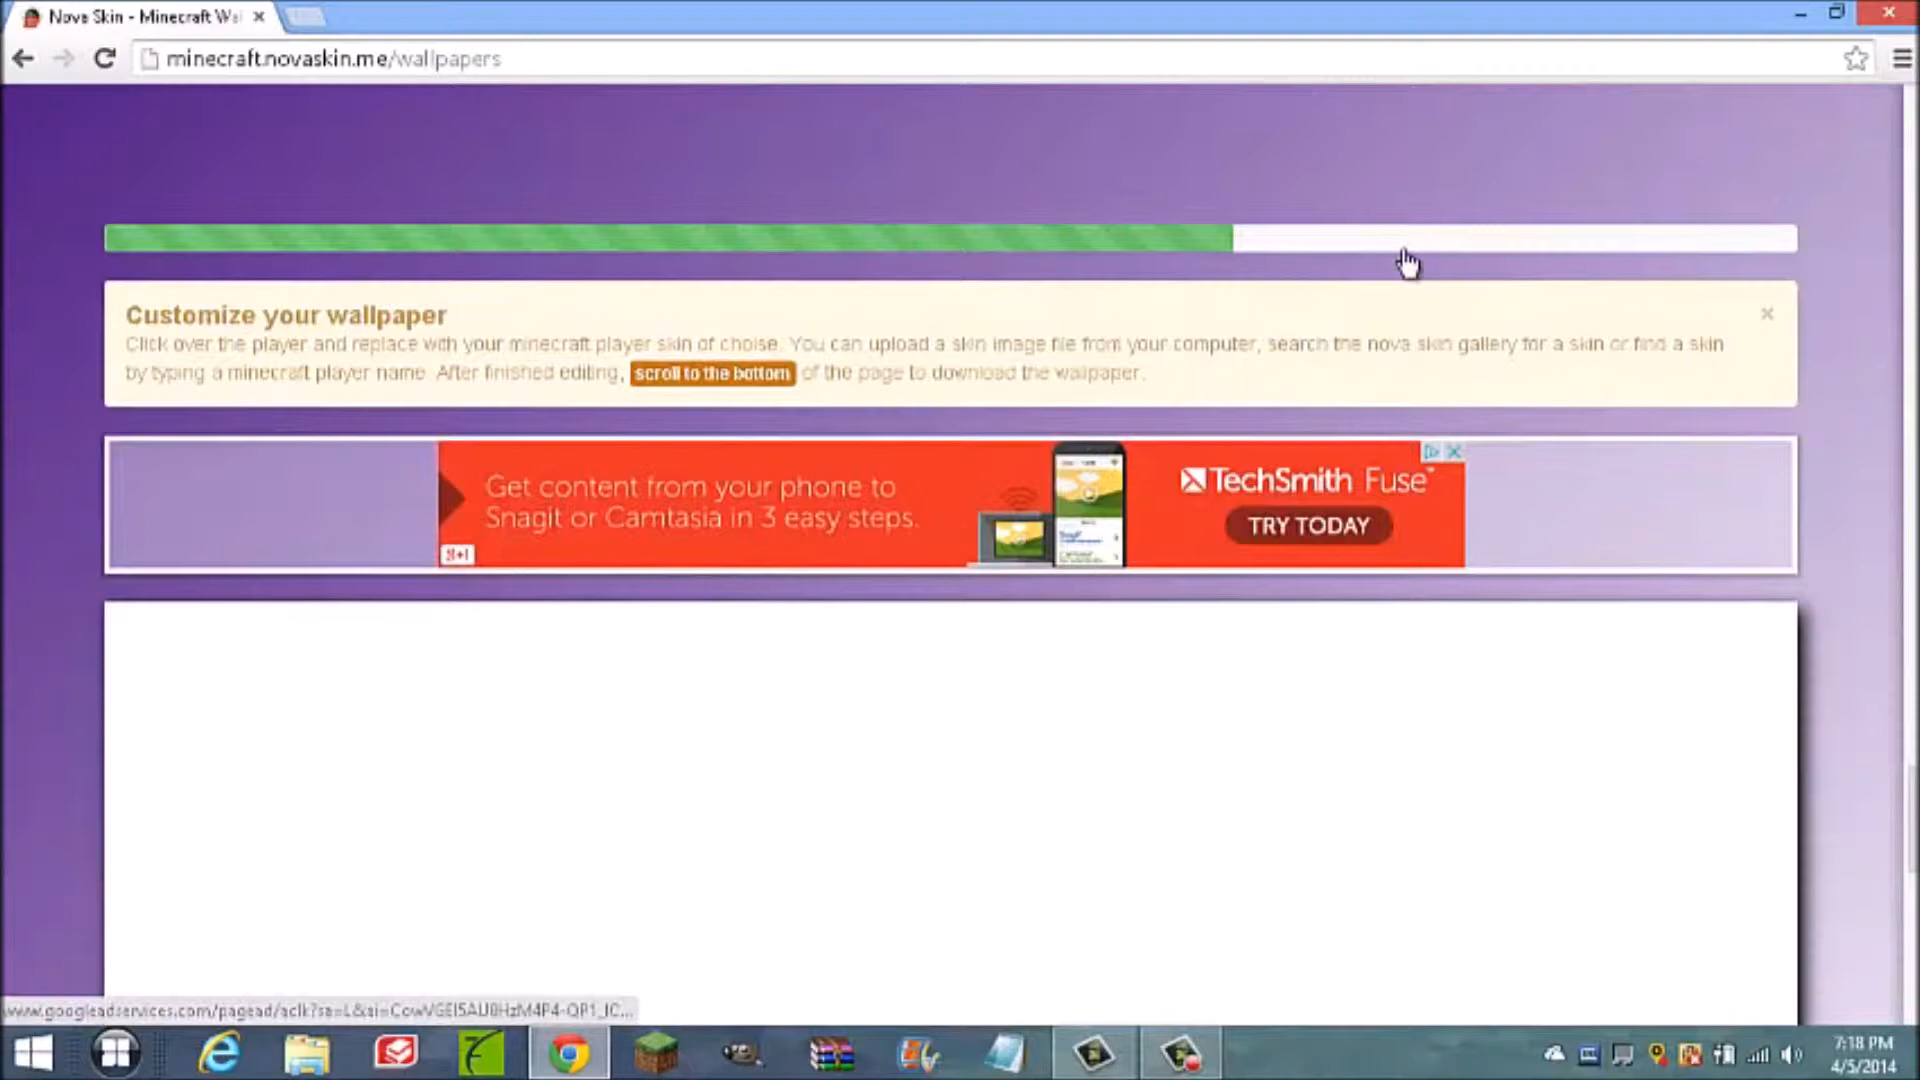 Nova Skin - Minecraft Wal
minecraft.novaskin.me/wallpapers
Customize your wallpaper
Click over the player and replace with your minecraft player skin of choise. You can upload a skin image file from your computer, search the nova skin gallery for a skin or find a skin
by typing a minecraft player name. After finished editing, scroll to the bottom of the page to download the wallpaper.
Get content from your phone to
Snagit or Camtasia in 3 easy steps.
TechSmith Fuse™
TRY TODAY
7:18 PM
4/5/2014